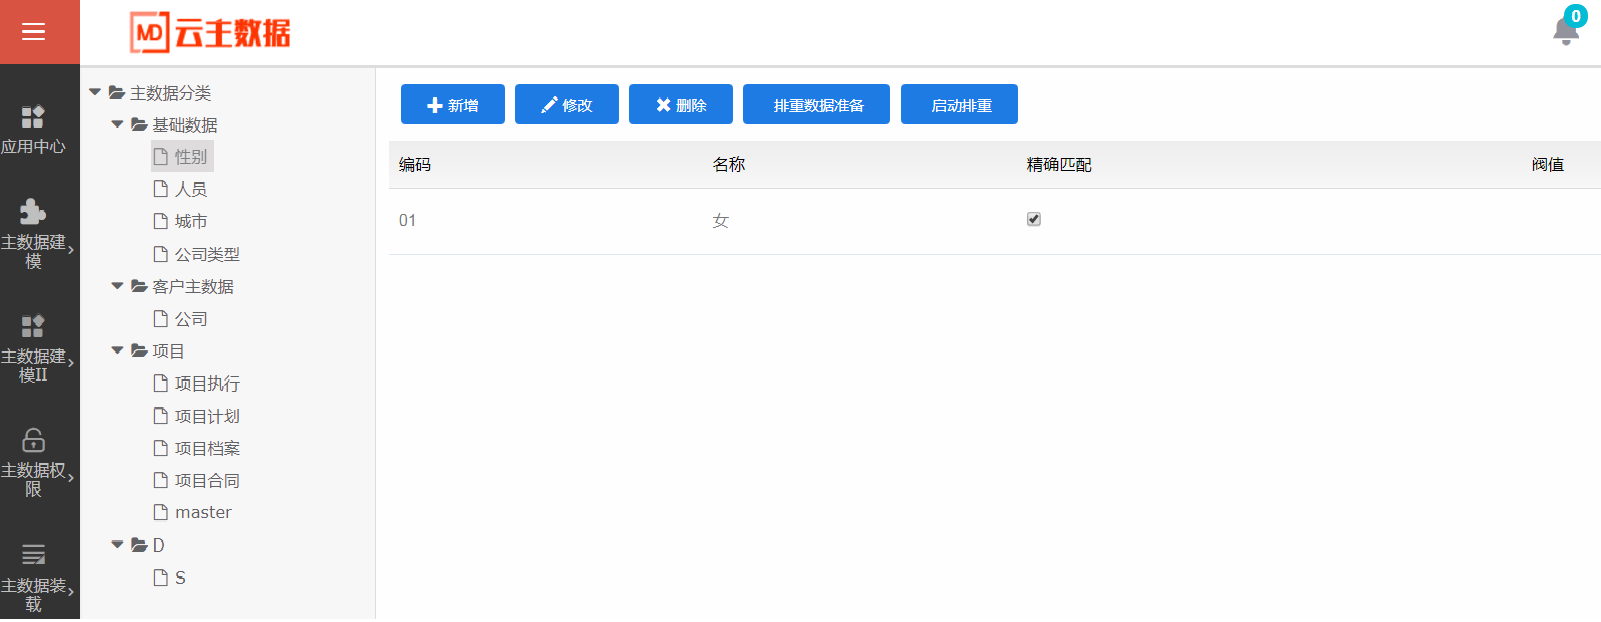 MD 云主数据
0
应用中心
主数据建
模
主数据建
模II
主数据权
限
主数据装
载
主数据分类
基础数据
性别
人员
城市
公司类型
客户主数据
公司
项目
项目执行
项目计划
项目档案
项目合同
master
D
S
新增 修改 删除 排重数据准备 启动排重
编码 名称 精确匹配 阀值
01 女